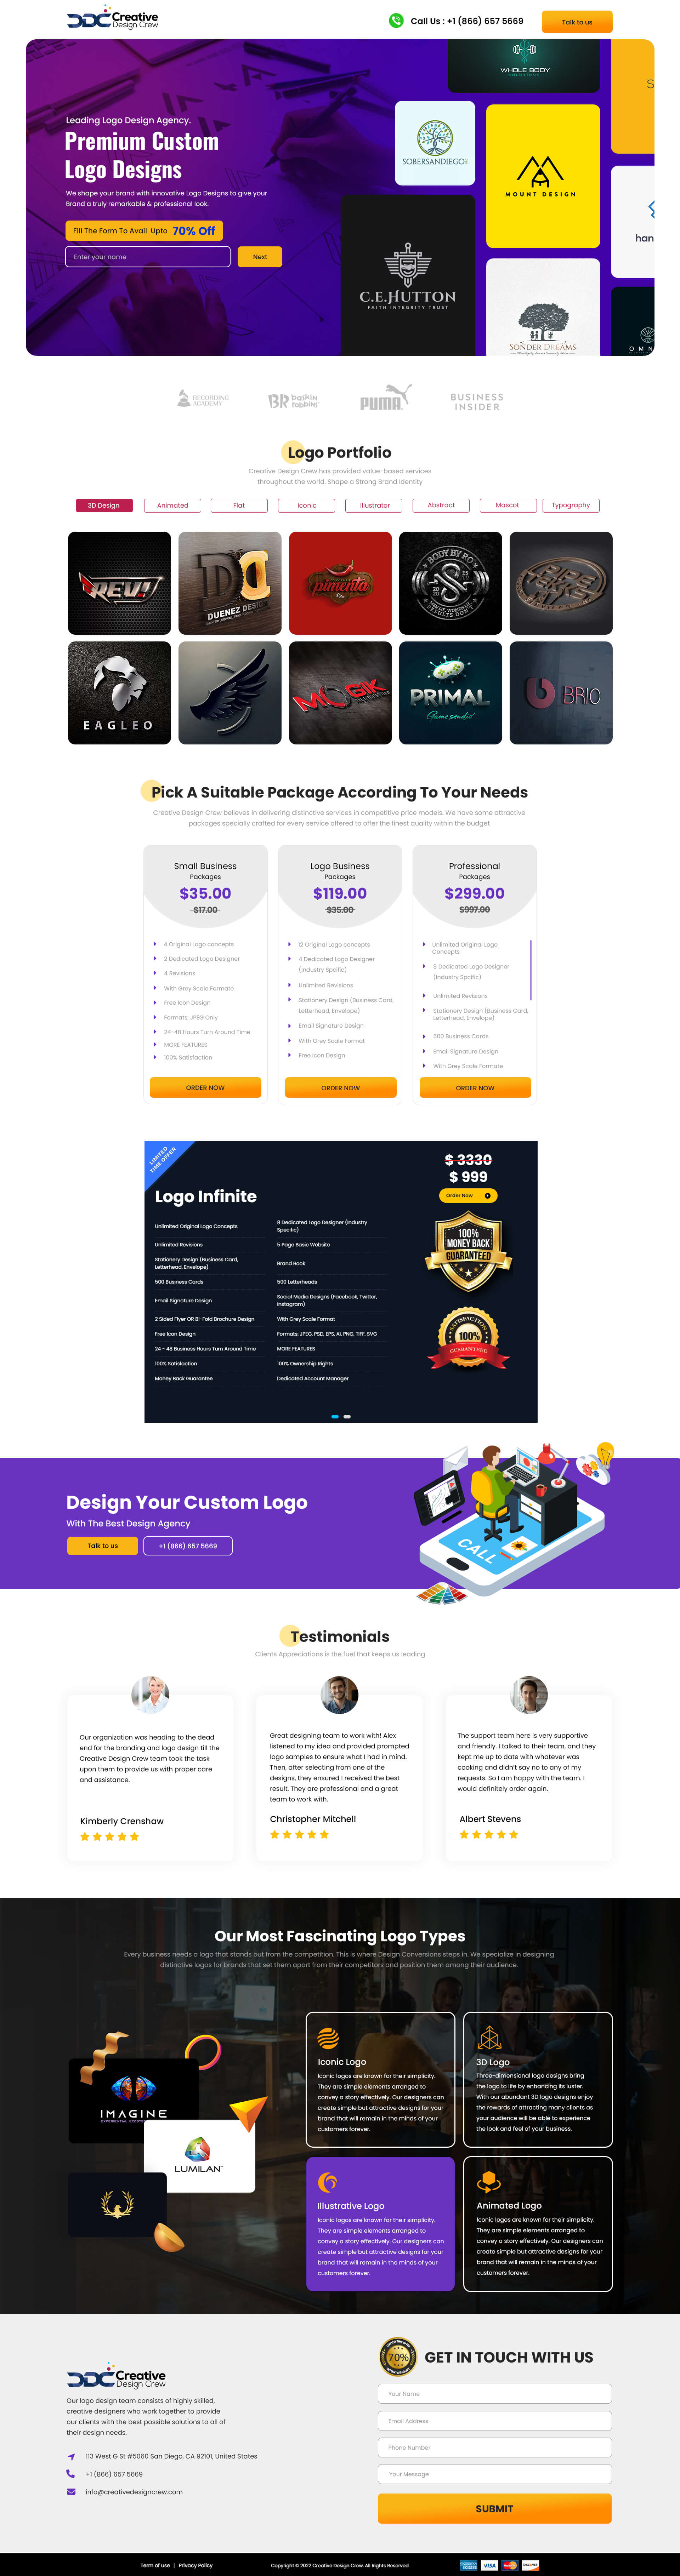 Creative
Design Crew
Call Us : +1 (866) 657 5669
Talk to us
Leading Logo Design Agency.
Premium Custom
Logo Designs
We shape your brand with innovative Logo Designs to give your
Brand a truly remarkable & professional look.
Fill The Form To Avail Upto 70% Off
Enter your name
Next
WHOLE BODY
SOLUTIONS
SOBERSANDIEGO
MOUNT DESIGN
C.E.HUTTON
FAITH INTEGRITY TRUST
SONDER DREAMS
han
OMN
RECORDING
ACADEMY
BR baskin
robbins
PUMA
BUSINESS
INSIDER
Logo Portfolio
Creative Design Crew has provided value-based services
throughout the world. Shape a Strong Brand Identity
3D Design
Animated
Flat
Iconic
Illustrator
Abstract
Mascot
Typography
REV!
DUENEZ DESIGN
pimenta
BODY BY BO
RESULTS DON'T
EAGLEO
MOGIK
PRIMAL
BRIO
Pick A Suitable Package According To Your Needs
Creative Design Crew believes in delivering distinctive services in competitive price models. We have some attractive
packages specially crafted for every service offered to offer the finest quality within the budget
Small Business
Packages
$35.00
$17.00
4 Original Logo concepts
2 Dedicated Logo Designer
4 Revisions
With Grey Scale Formate
Free Icon Design
Formats: JPEG Only
24-48 Hours Turn Around Time
MORE FEATURES
100% Satisfaction
ORDER NOW
Logo Business
Packages
$119.00
$35.00
12 Original Logo concepts
4 Dedicated Logo Designer
(Industry Spcific)
Unlimited Revisions
Stationery Design (Business Card,
Letterhead, Envelope)
Email Signature Design
With Grey Scale Format
Free Icon Design
ORDER NOW
Professional
Packages
$299.00
$997.00
Unlimited Original Logo
Concepts
8 Dedicated Logo Designer
(Industry Spcific)
Unlimited Revisions
Stationery Design (Business Card,
Letterhead, Envelope)
500 Business Cards
Email Signature Design
With Grey Scale Formate
ORDER NOW
LIMITED
TIME OFFER
Logo Infinite
$ 3330
$ 999
Order Now
Unlimited Original Logo Concepts
8 Dedicated Logo Designer (Industry
Specific)
Unlimited Revisions
5 Page Basic Website
Stationery Design (Business Card,
Letterhead, Envelope)
Brand Book
500 Business Cards
500 Letterheads
Email Signature Design
Social Media Designs (Facebook, Twitter,
Instagram)
2 Sided Flyer OR Bi-Fold Brochure Design
With Grey Scale Format
Free Icon Design
Formats: JPEG, PSD, EPS, AI, PNG, TIFF, SVG
24 - 48 Business Hours Turn Around Time
MORE FEATURES
100% Satisfaction
100% Ownership Rights
Money Back Guarantee
Dedicated Account Manager
100%
MONEY BACK
GUARANTEED
SATISFACTION
100%
GUARANTEED
Design Your Custom Logo
With The Best Design Agency
Talk to us
+1 (866) 657 5669
CALL
Testimonials
Clients Appreciations is the fuel that keeps us leading
Our organization was heading to the dead
end for the branding and logo design till the
Creative Design Crew team took the task
upon them to provide us with proper care
and assistance.
Kimberly Crenshaw
Great designing team to work with! Alex
listened to my idea and provided prompted
logo samples to ensure what I had in mind.
Then, after selecting from one of the
designs, they ensured I received the best
result. They are professional and a great
team to work with.
Christopher Mitchell
The support team here is very supportive
and friendly. I talked to their team, and they
kept me up to date with whatever was
cooking and didn't say no to any of my
requests. So I am happy with the team. I
would definitely order again.
Albert Stevens
Our Most Fascinating Logo Types
Every business needs a logo that stands out from the competition. This is where Design Conversions steps in. We specialize in designing
distinctive logos for brands that set them apart from their competitors and position them among their audience.
IMAGINE
LUMILAN
Iconic Logo
Iconic logos are known for their simplicity.
They are simple elements arranged to
convey a story effectively. Our designers can
create simple but attractive designs for your
brand that will remain in the minds of your
customers forever.
3D Logo
Three-dimensional logo designs bring
the logo to life by enhancing its luster.
With our abundant 3D logo designs enjoy
the rewards of attracting many clients as
your audience will be able to experience
the look and feel of your business.
Illustrative Logo
Iconic logos are known for their simplicity.
They are simple elements arranged to
convey a story effectively. Our designers can
create simple but attractive designs for your
brand that will remain in the minds of your
customers forever.
Animated Logo
Iconic logos are known for their simplicity.
They are simple elements arranged to
convey a story effectively. Our designers can
create simple but attractive designs for your
brand that will remain in the minds of your
customers forever.
Creative
Design Crew
Our logo design team consists of highly skilled,
creative designers who work together to provide
our clients with the best possible solutions to all of
their design needs.
113 West G St #5060 San Diego, CA 92101, United States
+1 (866) 657 5669
info@creativedesigncrew.com
70%
GET IN TOUCH WITH US
Your Name
Email Address
Phone Number
Your Message
SUBMIT
Term of use | Privacy Policy
Copyright © 2022 Creative Design Crew. All Rights Reserved
VISA